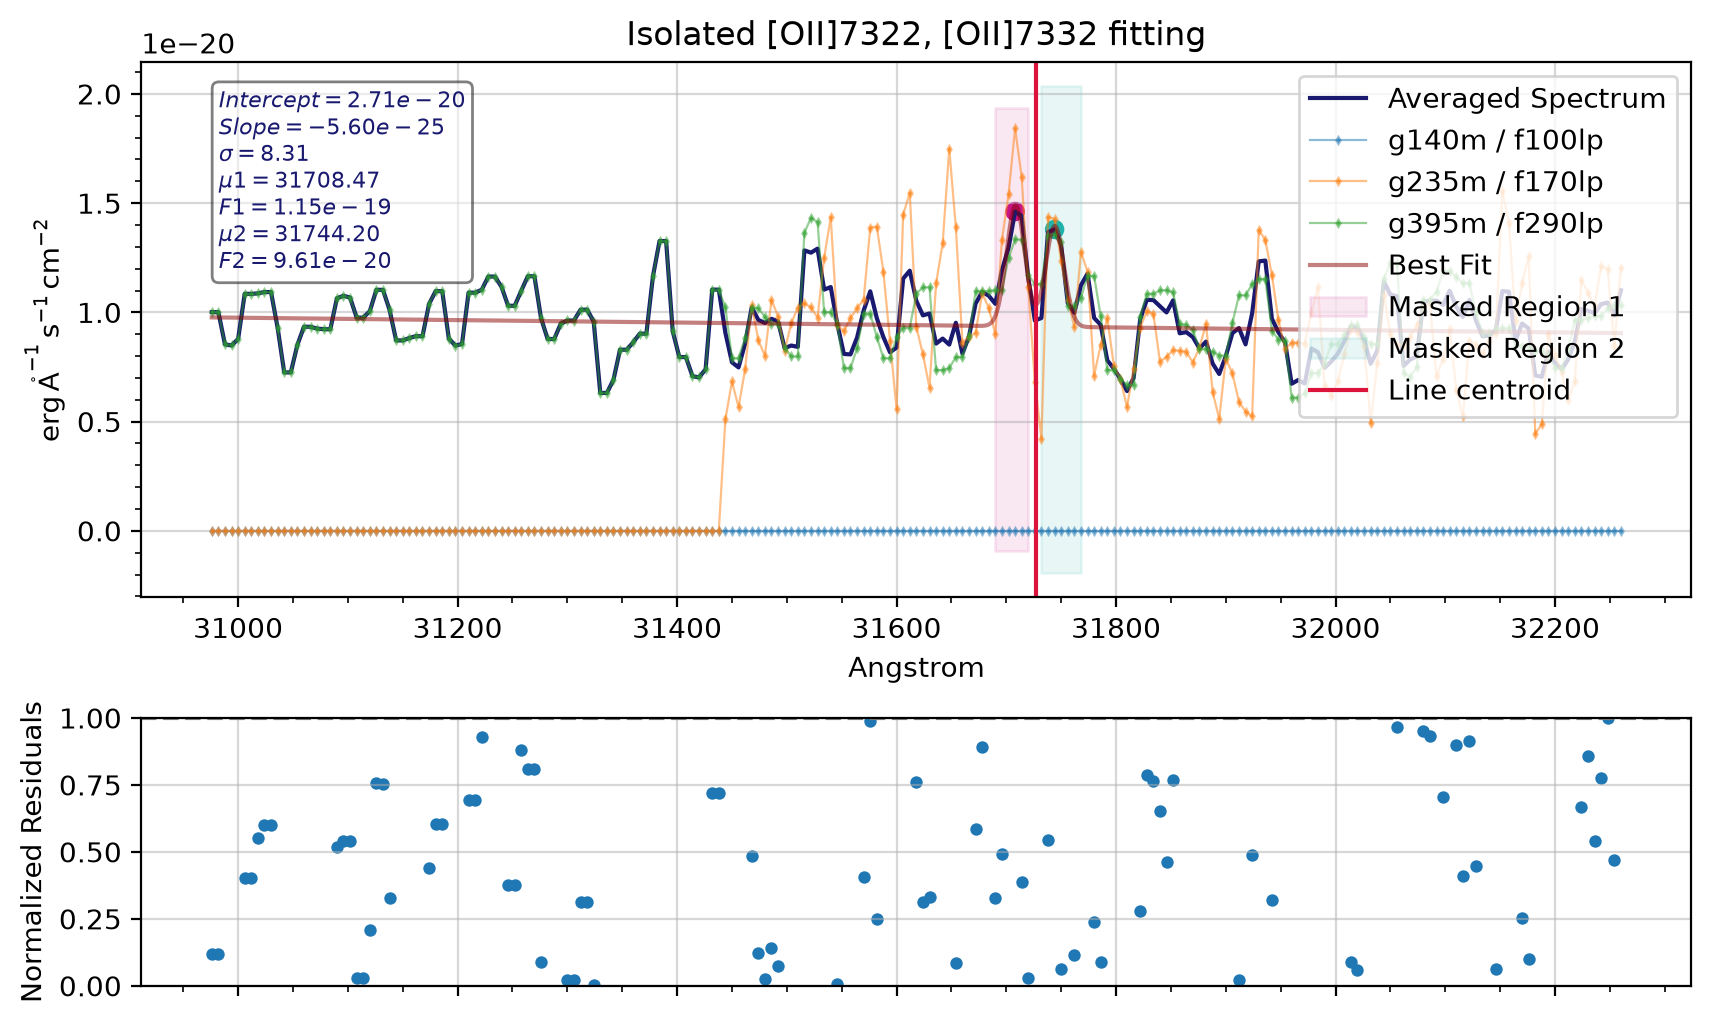 Isolated [OII]7322, [OII]7332 fitting
1e−20
Intercept = 2.71e − 20
Slope = −5.60e − 25
σ = 8.31
μ1 = 31708.47
F1 = 1.15e − 19
μ2 = 31744.20
F2 = 9.61e − 20
Averaged Spectrum
g140m / f100lp
g235m / f170lp
g395m / f290lp
Best Fit
Masked Region 1
Masked Region 2
Line centroid
erg Å⁻¹ s⁻¹ cm⁻²
2.0
1.5
1.0
0.5
0.0
31000 31200 31400 31600 31800 32000 32200
Angstrom
Normalized Residuals
1.00
0.75
0.50
0.25
0.00